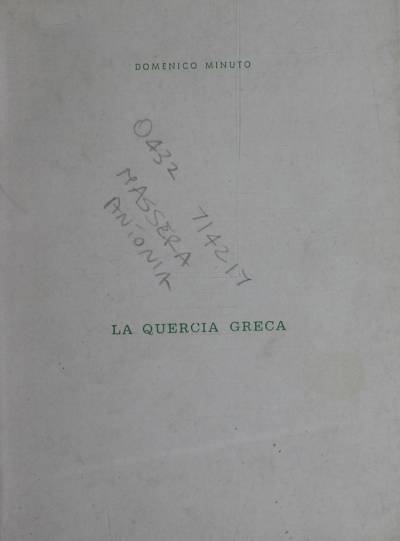 DOMENICO MINUTO
0432 714217
MASSERA
ANTONIA
LA QUERCIA GRECA